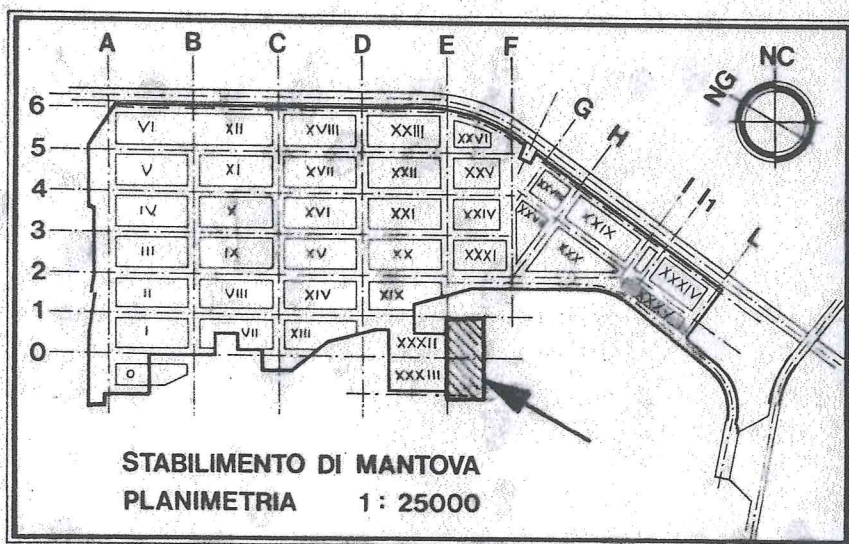 A B C D E F
NC
NG
G H I I1 L
6 VI XII XVIII XXIII XXVI
5 V XI XVII XXII XXV
4 IV X XVI XXI XXIV XXIX
3 III IX XV XX XXXI XXX
2 II VIII XIV XIX XXXIV
1 I VII XIII XXXII
0 O XXXIII
STABILIMENTO DI MANTOVA
PLANIMETRIA 1: 25000